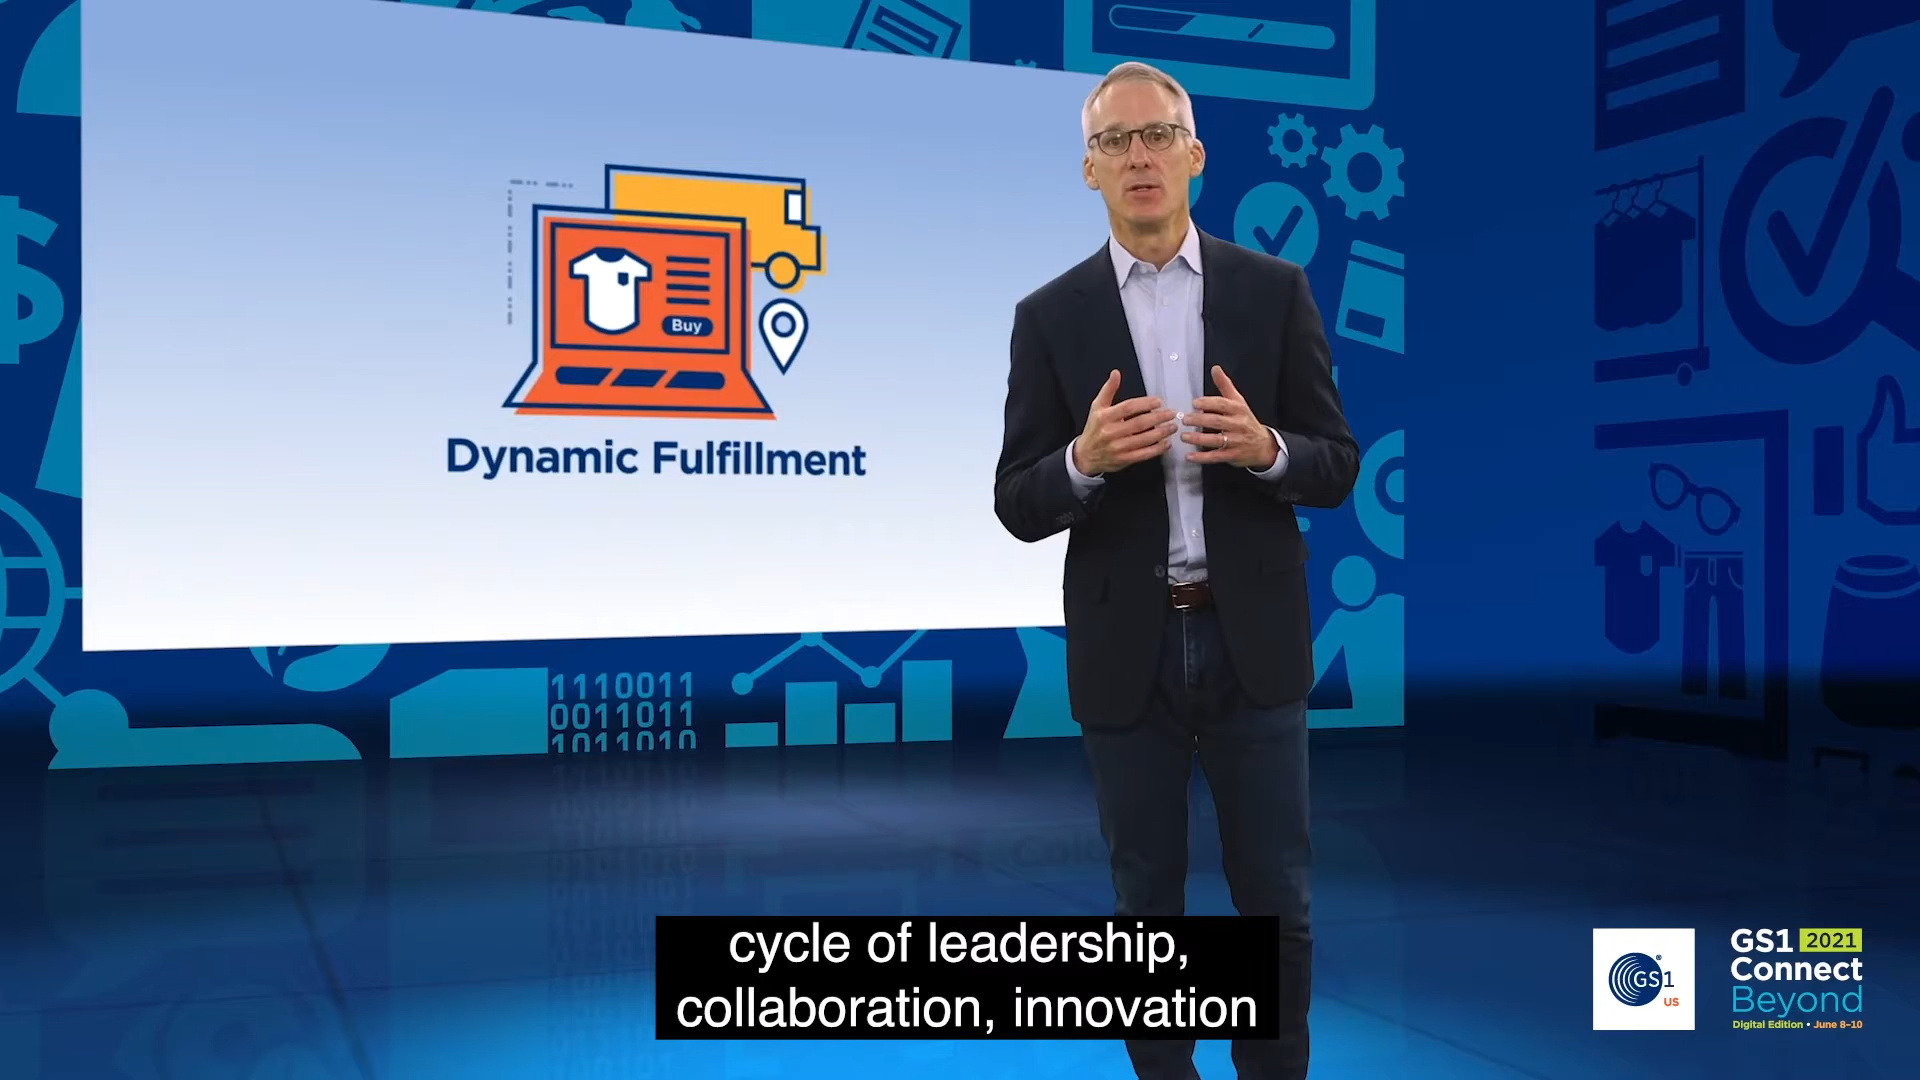 Buy
Dynamic Fulfillment
1110011
0011011
1011010
cycle of leadership,
collaboration, innovation
GS1
US
GS1 2021
Connect
Beyond
Digital Edition • June 8-10